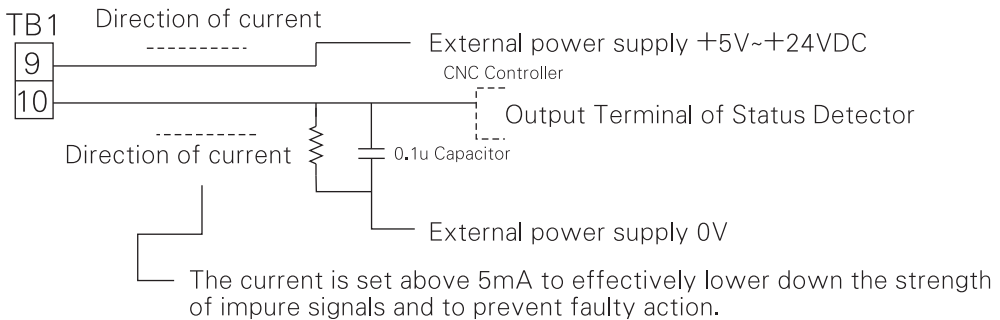 TB1
Direction of current
External power supply +5V~+24VDC
9
CNC Controller
10
Output Terminal of Status Detector
Direction of current
0.1u Capacitor
External power supply 0V
The current is set above 5mA to effectively lower down the strength
of impure signals and to prevent faulty action.